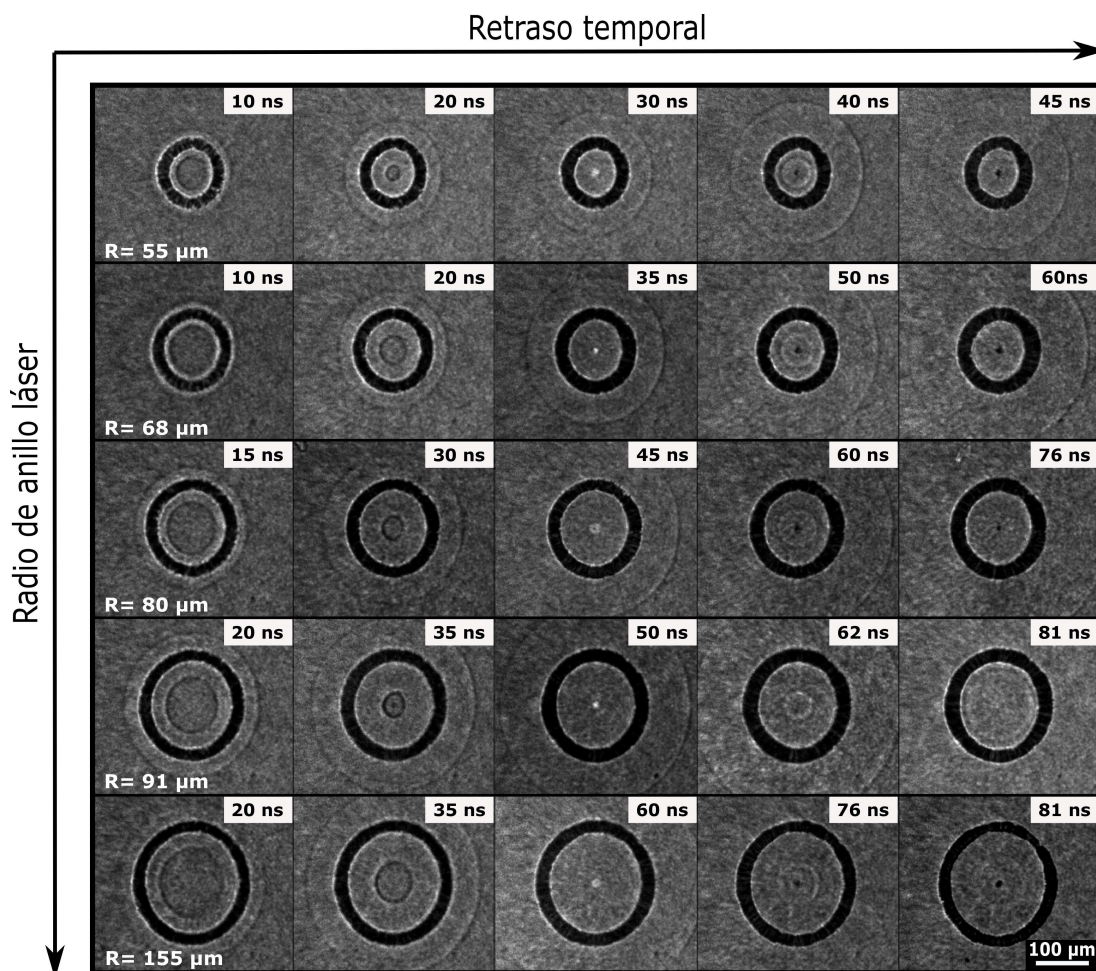 Retraso temporal
Radio de anillo láser
10 ns
20 ns
30 ns
40 ns
45 ns
R= 55 µm
10 ns
20 ns
35 ns
50 ns
60ns
R= 68 µm
15 ns
30 ns
45 ns
60 ns
76 ns
R= 80 µm
20 ns
35 ns
50 ns
62 ns
81 ns
R= 91 µm
20 ns
35 ns
60 ns
76 ns
81 ns
R= 155 µm
100 µm